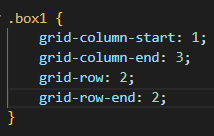 .box1 {
grid-column-start: 1;
grid-column-end: 3;
grid-row: 2;
grid-row-end: 2;
}